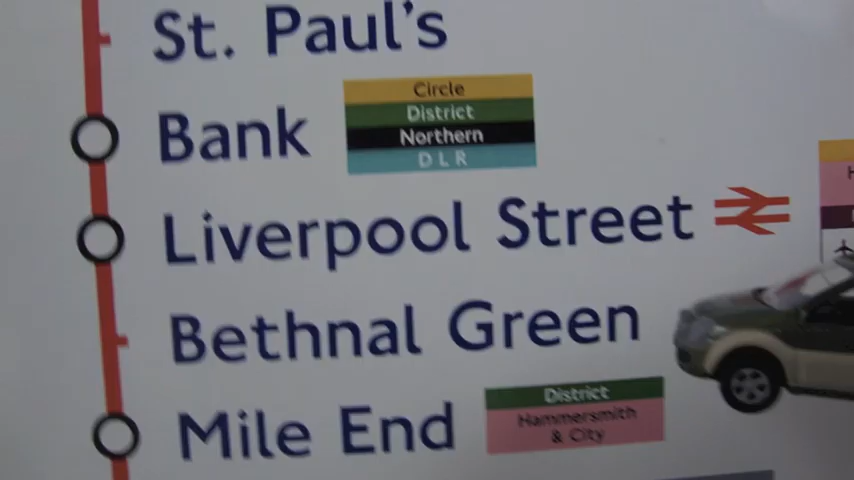 St. Paul's
Bank
Circle
District
Northern
DLR
Liverpool Street
Bethnal Green
Mile End
District
Hammersmith
& City